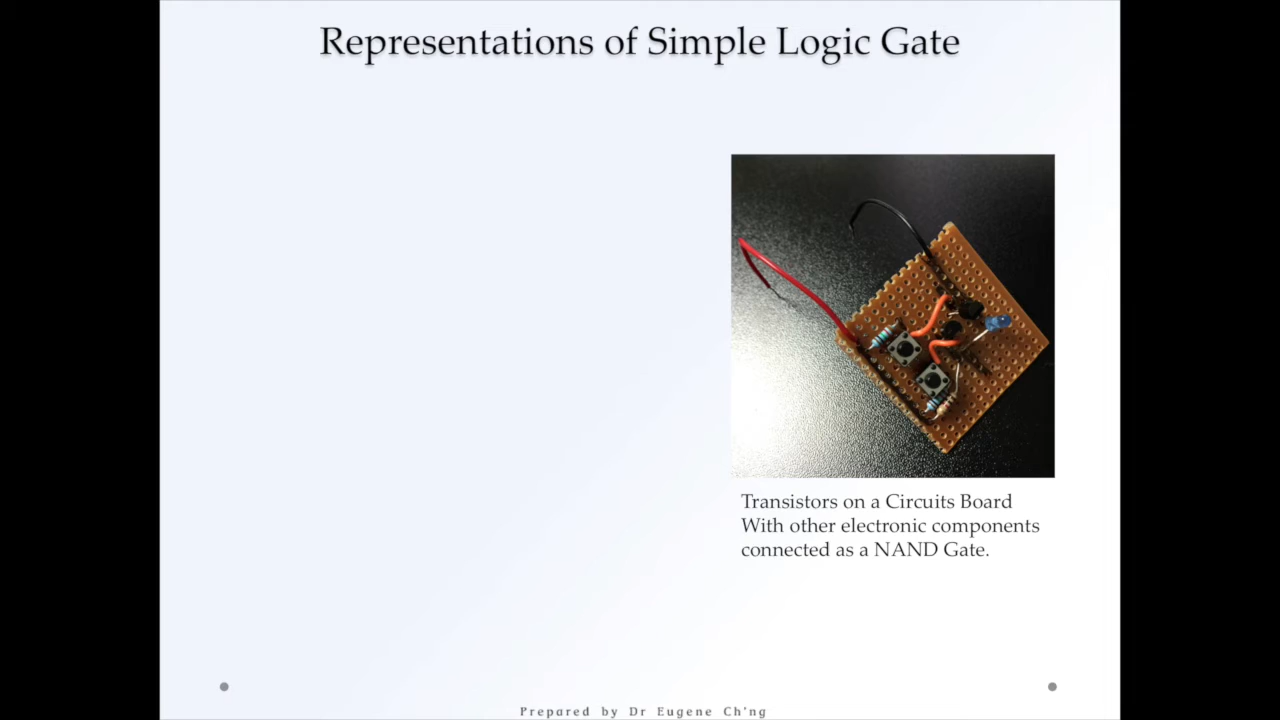 Representations of Simple Logic Gate
Transistors on a Circuits Board
With other electronic components
connected as a NAND Gate.
Prepared by Dr Eugene Ch'ng